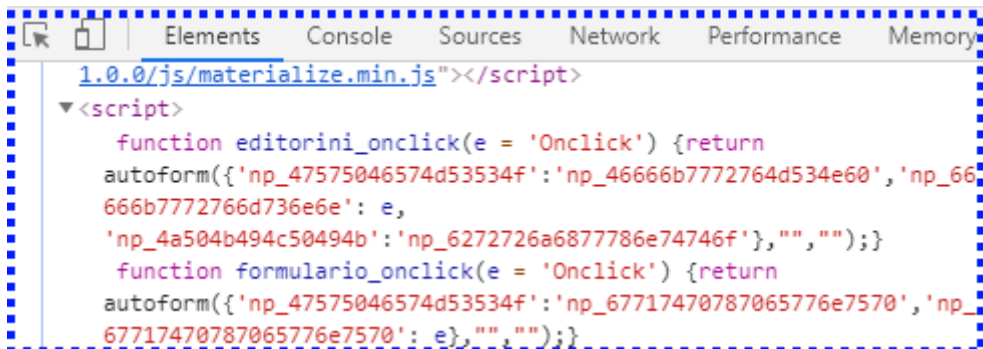 Elements Console Sources Network Performance Memory
1.0.0/js/materialize.min.js"></script>
▼<script>
function editorini_onclick(e = 'Onclick') {return
autoform({'np_47575046574d53534f':'np_46666b7772764d534e60','np_66
666b7772766d736e6e': e,
'np_4a504b494c50494b':'np_6272726a6877786e74746f'},"","");}
function formulario_onclick(e = 'Onclick') {return
autoform({'np_47575046574d53534f':'np_67717470787065776e7570','np_
67717470787065776e7570': e},"","");}